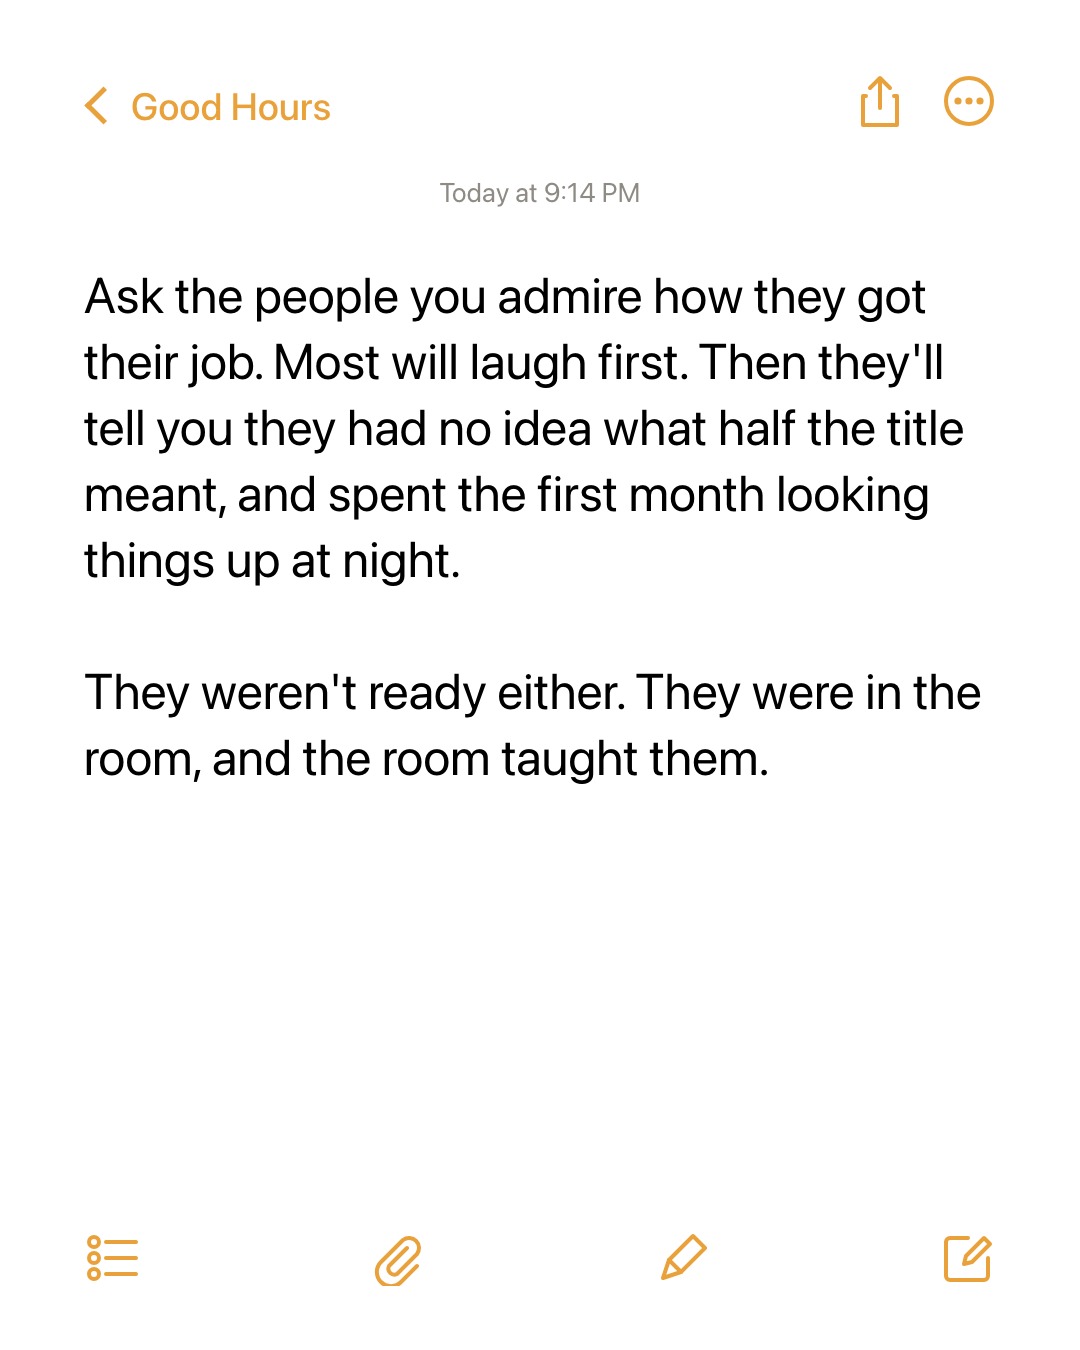 Good Hours
Today at 9:14 PM
Ask the people you admire how they got
their job. Most will laugh first. Then they'll
tell you they had no idea what half the title
meant, and spent the first month looking
things up at night.
They weren't ready either. They were in the
room, and the room taught them.